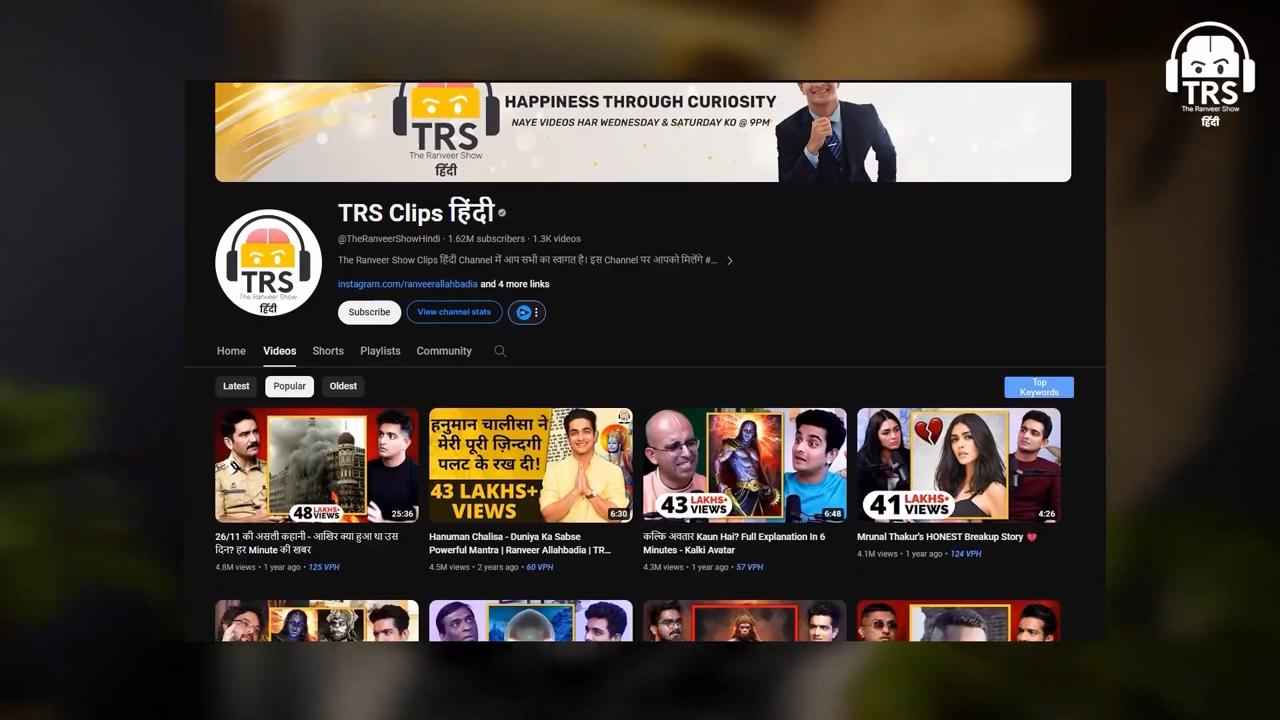 TRS
The Ranveer Show
हिंदी
TRS
The Ranveer Show
हिंदी
HAPPINESS THROUGH CURIOSITY
NAYE VIDEOS HAR WEDNESDAY & SATURDAY KO @ 9PM
TRS
The Ranveer Show
हिंदी
TRS Clips हिंदी
@TheRanveerShowHindi · 1.62M subscribers · 1.3K videos
The Ranveer Show Clips हिंदी Channel में आप सभी का स्वागत है। इस Channel पर आपको मिलेंगे #...
instagram.com/ranveerallahbadia and 4 more links
Subscribe View channel stats
Home Videos Shorts Playlists Community
Latest Popular Oldest
Top
Keywords
48 LAKHS+
VIEWS
25:36
हनुमान चालीसा ने
मेरी पूरी ज़िन्दगी
पलट के रख दी!
43 LAKHS+
VIEWS
6:30
43 LAKHS+
VIEWS
6:48
41 LAKHS+
VIEWS
4:26
26/11 की असली कहानी - आखिर क्या हुआ था उस
दिन? हर Minute की खबर
4.8M views • 1 year ago • 125 VPH
Hanuman Chalisa - Duniya Ka Sabse
Powerful Mantra | Ranveer Allahbadia | TR...
4.5M views • 2 years ago • 60 VPH
कल्कि अवतार Kaun Hai? Full Explanation In 6
Minutes - Kalki Avatar
4.3M views • 1 year ago • 57 VPH
Mrunal Thakur's HONEST Breakup Story 💔
4.1M views • 1 year ago • 124 VPH